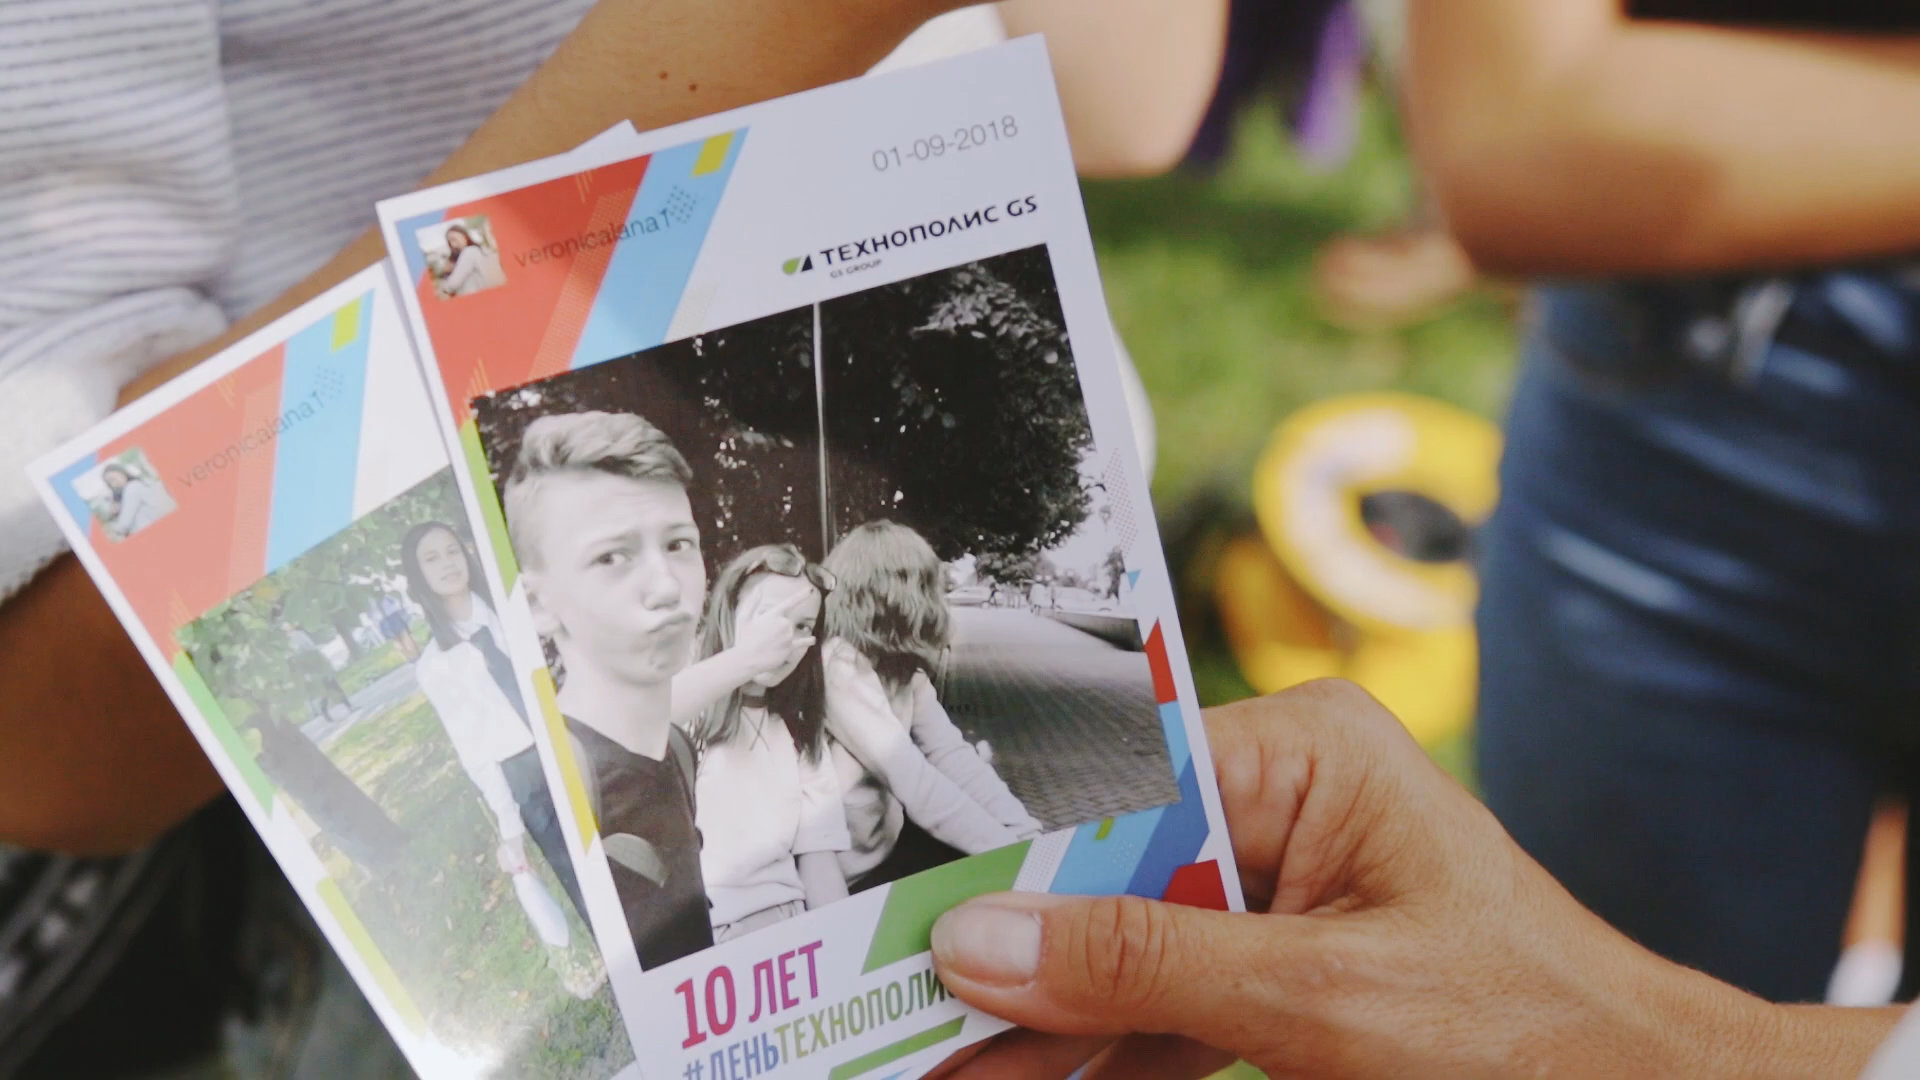 01-09-2018
veronicalana1
ТЕХНОПОЛИС GS
GS GROUP
veronicalana1
10 ЛЕТ
#ДЕНЬТЕХНОПОЛИС